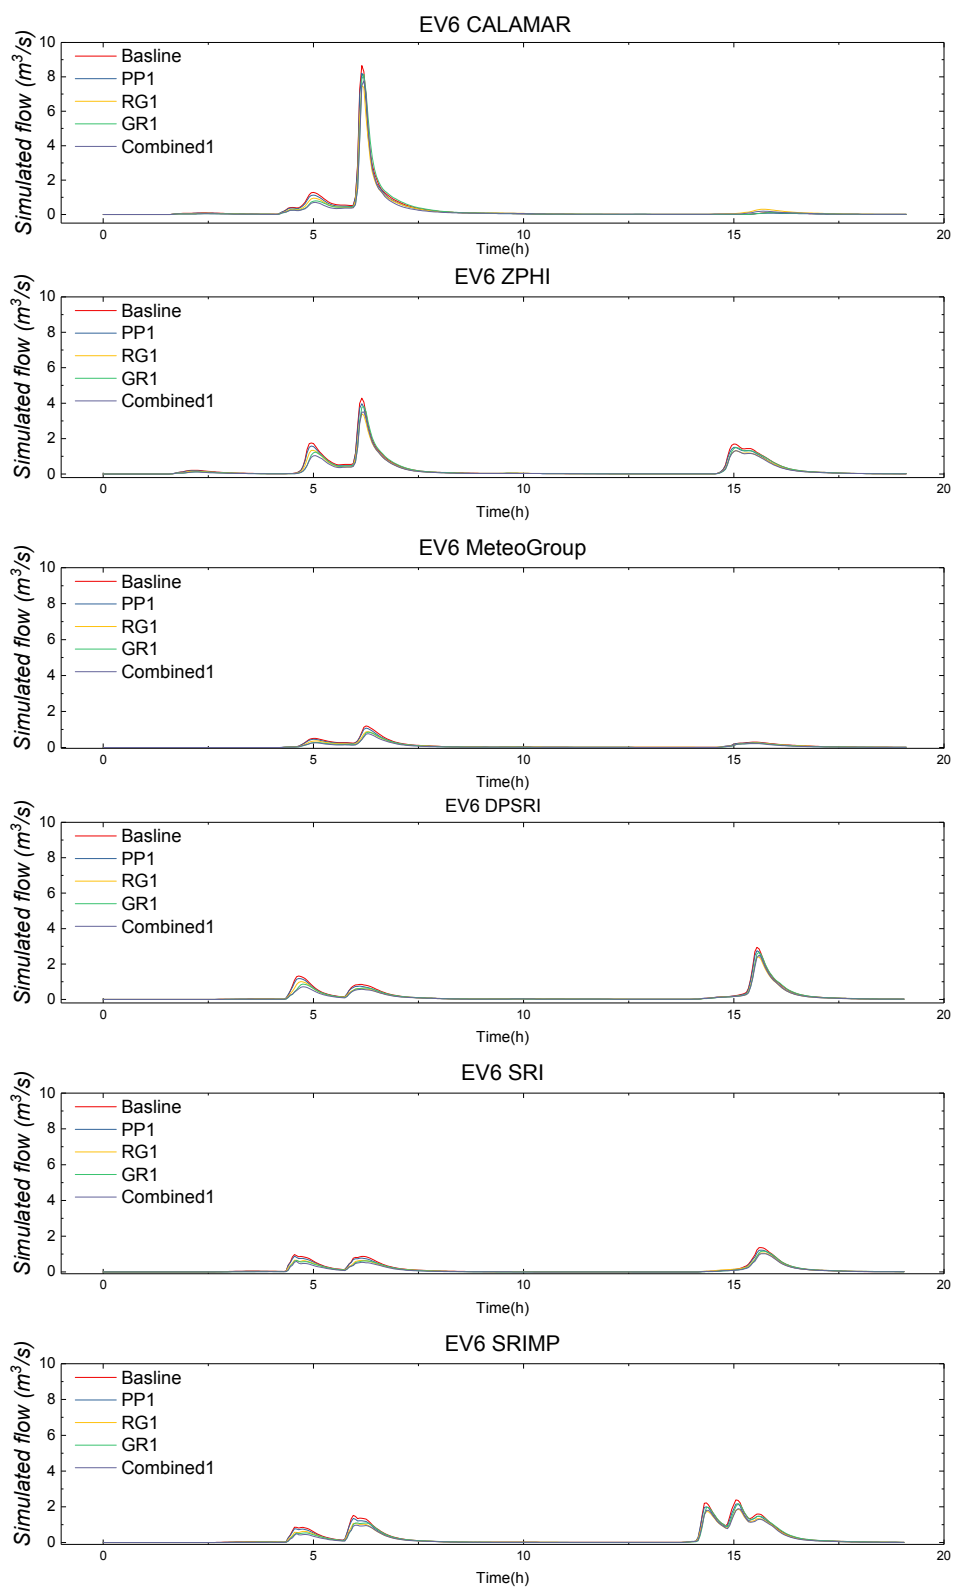 EV6 CALAMAR
Simulated flow (m³/s)
10
8
6
4
2
0
Basline
PP1
RG1
GR1
Combined1
0 5 10 15 20
Time(h)
EV6 ZPHI
Simulated flow (m³/s)
10
8
6
4
2
0
Basline
PP1
RG1
GR1
Combined1
0 5 10 15 20
Time(h)
EV6 MeteoGroup
Simulated flow (m³/s)
10
8
6
4
2
0
Basline
PP1
RG1
GR1
Combined1
0 5 10 15 20
Time(h)
EV6 DPSRI
Simulated flow (m³/s)
10
8
6
4
2
0
Basline
PP1
RG1
GR1
Combined1
0 5 10 15 20
Time(h)
EV6 SRI
Simulated flow (m³/s)
10
8
6
4
2
0
Basline
PP1
RG1
GR1
Combined1
0 5 10 15 20
Time(h)
EV6 SRIMP
Simulated flow (m³/s)
10
8
6
4
2
0
Basline
PP1
RG1
GR1
Combined1
0 5 10 15 20
Time(h)